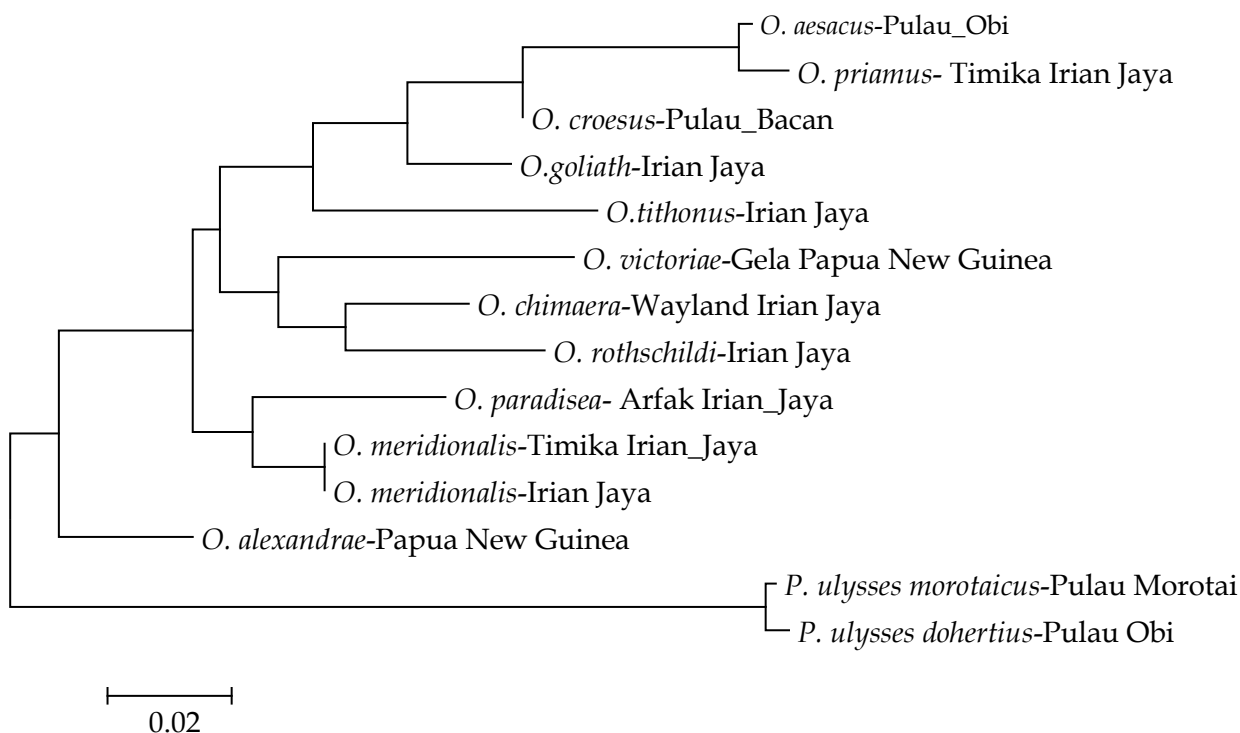 O. aesacus-Pulau_Obi
O. priamus- Timika Irian Jaya
O. croesus-Pulau_Bacan
O.goliath-Irian Jaya
O.tithonus-Irian Jaya
O. victoriae-Gela Papua New Guinea
O. chimaera-Wayland Irian Jaya
O. rothschildi-Irian Jaya
O. paradisea- Arfak Irian_Jaya
O. meridionalis-Timika Irian_Jaya
O. meridionalis-Irian Jaya
O. alexandrae-Papua New Guinea
P. ulysses morotaicus-Pulau Morotai
P. ulysses dohertius-Pulau Obi
0.02